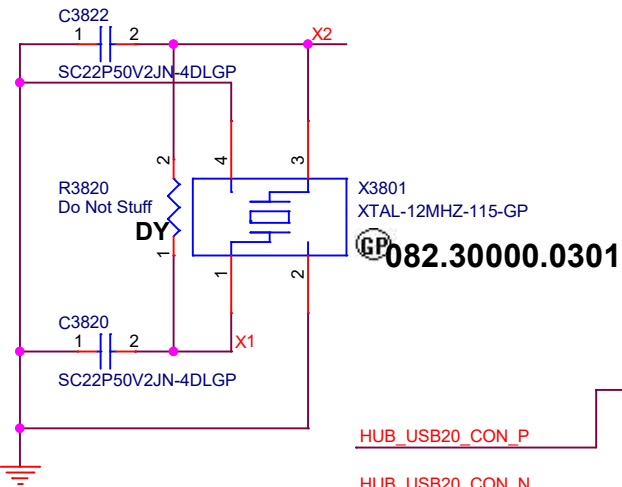 C3822
1 2
X2
SC22P50V2JN-4DLGP
2
4
3
R3820
Do Not Stuff
DY
1
X3801
XTAL-12MHZ-115-GP
GP
082.30000.0301
1
2
C3820
1 2
X1
SC22P50V2JN-4DLGP
HUB_USB20_CON_P
HUB_USB20_CON_N